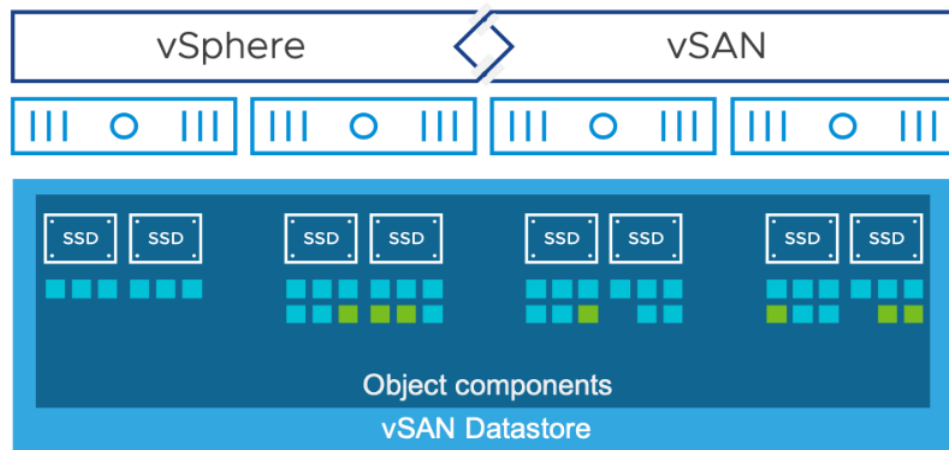 vSphere
vSAN
SSD SSD SSD SSD SSD SSD SSD SSD
Object components
vSAN Datastore